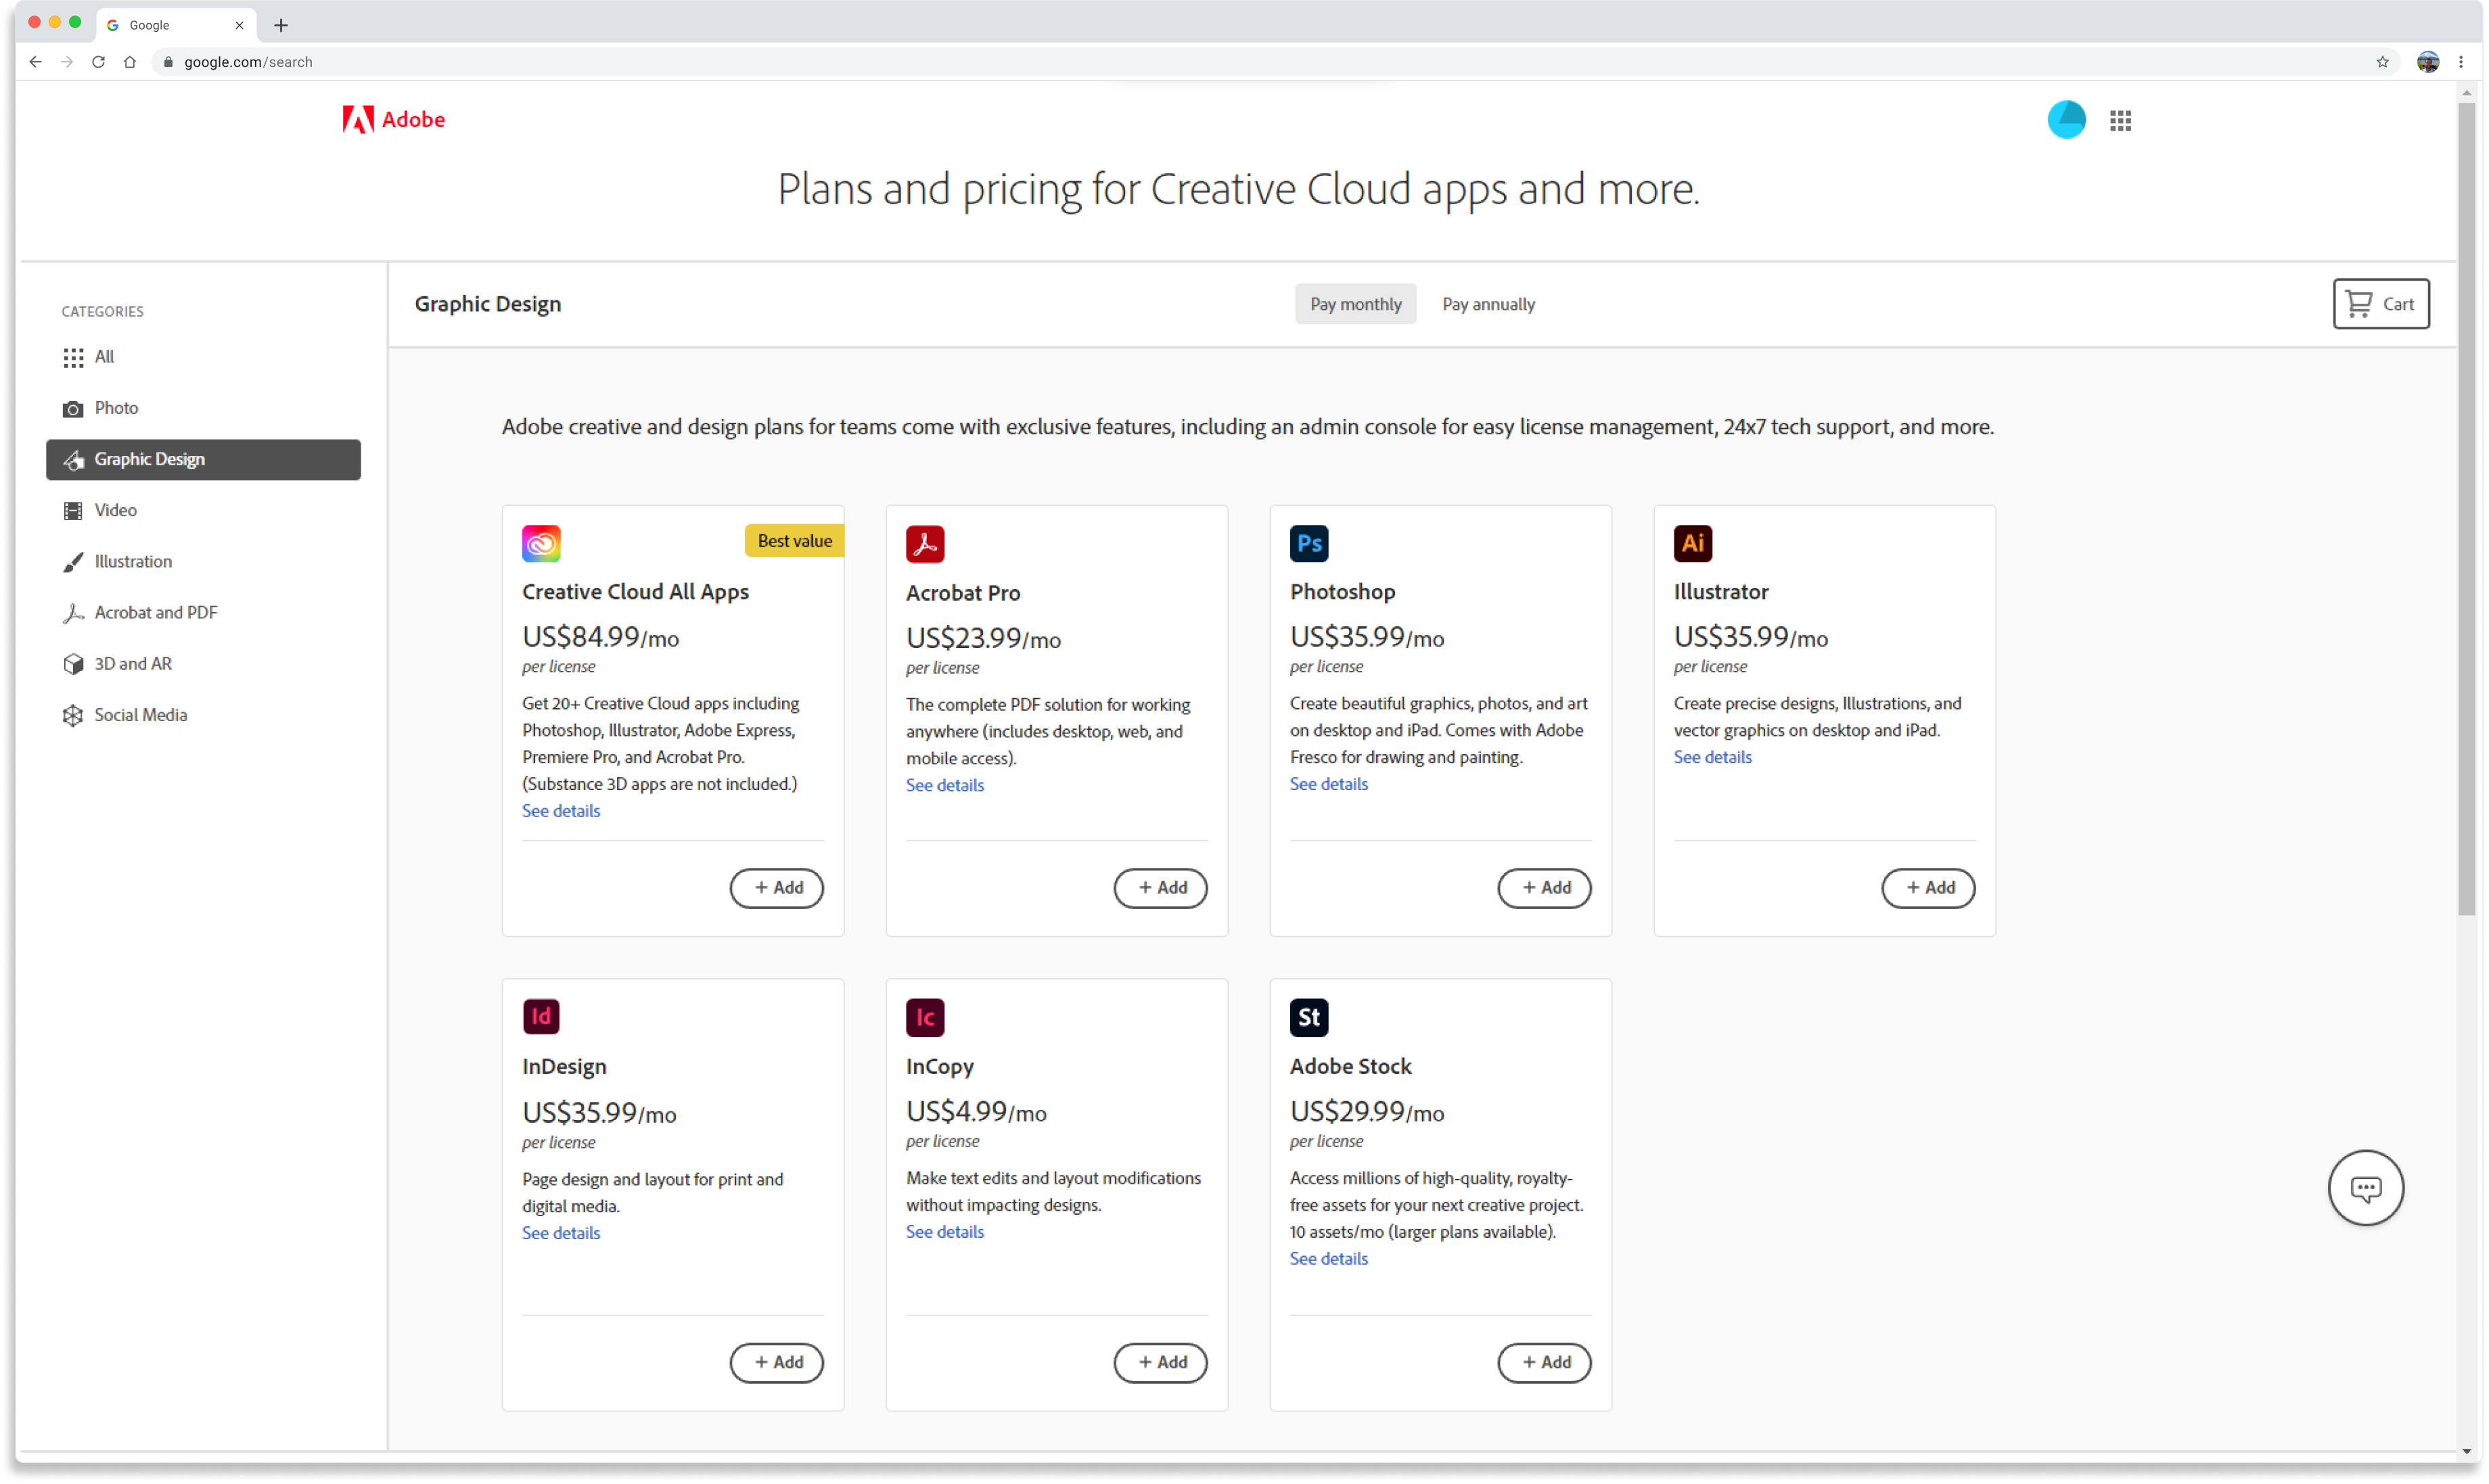 Google
google.com/search
Adobe
Plans and pricing for Creative Cloud apps and more.
CATEGORIES
All
Photo
Graphic Design
Video
Illustration
Acrobat and PDF
3D and AR
Social Media
Graphic Design
Pay monthly
Pay annually
Cart
Adobe creative and design plans for teams come with exclusive features, including an admin console for easy license management, 24x7 tech support, and more.
Best value
Creative Cloud All Apps
US$84.99/mo
per license
Get 20+ Creative Cloud apps including
Photoshop, Illustrator, Adobe Express,
Premiere Pro, and Acrobat Pro.
(Substance 3D apps are not included.)
See details
+ Add
Acrobat Pro
US$23.99/mo
per license
The complete PDF solution for working
anywhere (includes desktop, web, and
mobile access).
See details
+ Add
Ps
Photoshop
US$35.99/mo
per license
Create beautiful graphics, photos, and art
on desktop and iPad. Comes with Adobe
Fresco for drawing and painting.
See details
+ Add
Ai
Illustrator
US$35.99/mo
per license
Create precise designs, Illustrations, and
vector graphics on desktop and iPad.
See details
+ Add
Id
InDesign
US$35.99/mo
per license
Page design and layout for print and
digital media.
See details
+ Add
Ic
InCopy
US$4.99/mo
per license
Make text edits and layout modifications
without impacting designs.
See details
+ Add
St
Adobe Stock
US$29.99/mo
per license
Access millions of high-quality, royalty-
free assets for your next creative project.
10 assets/mo (larger plans available).
See details
+ Add